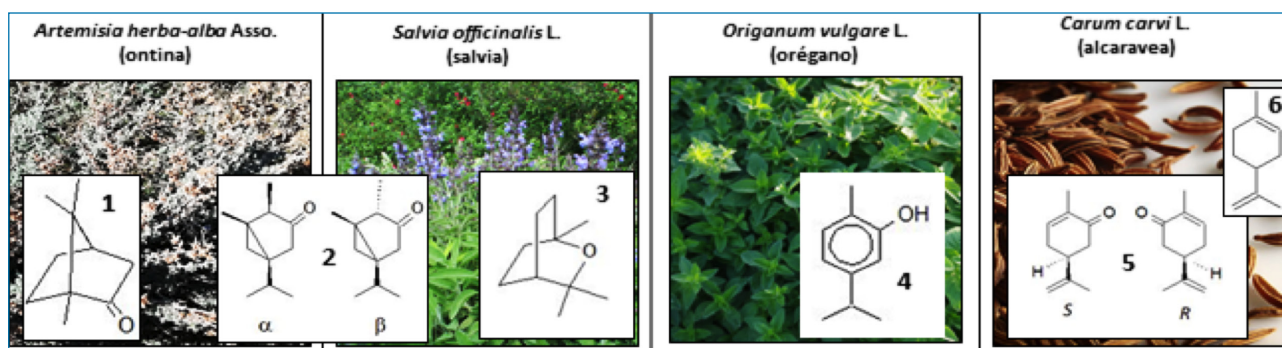 Artemisia herba-alba Asso.
(ontina)
Salvia officinalis L.
(salvia)
Origanum vulgare L.
(orégano)
Carum carvi L.
(alcaravea)
1
O
O
2
O
α
β
3
O
OH
4
6
O
H
S
5
O
H
R